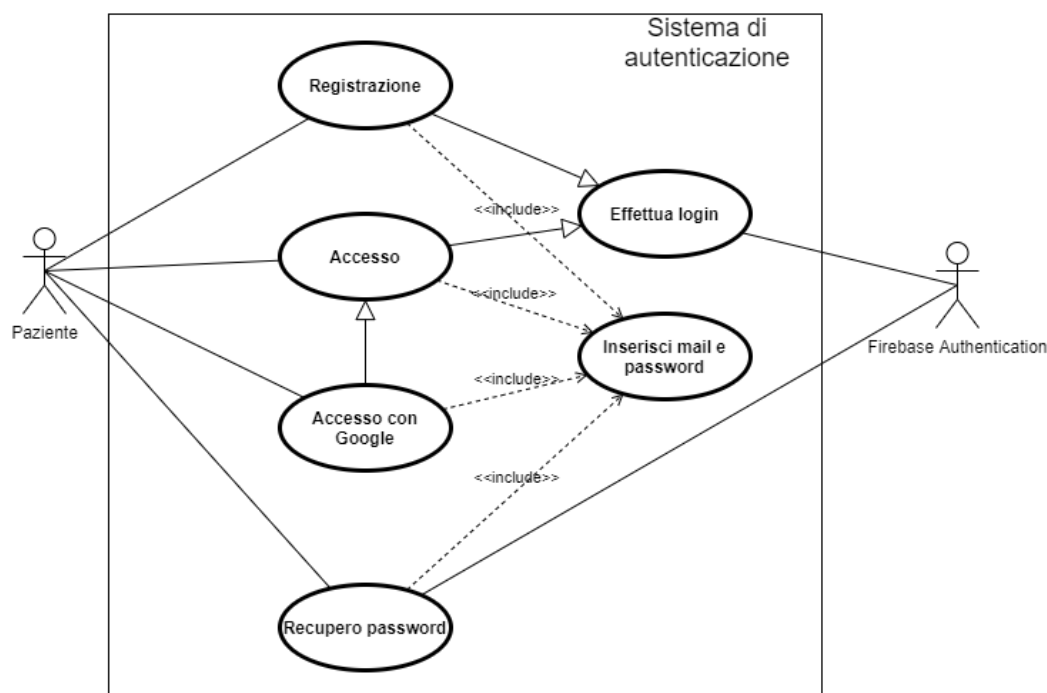 Sistema di
autenticazione
Registrazione
Effettua login
<<include>>
Accesso
<<include>>
Paziente
Firebase Authentication
Inserisci mail e
password
<<include>>
Accesso con
Google
<<include>>
Recupero password